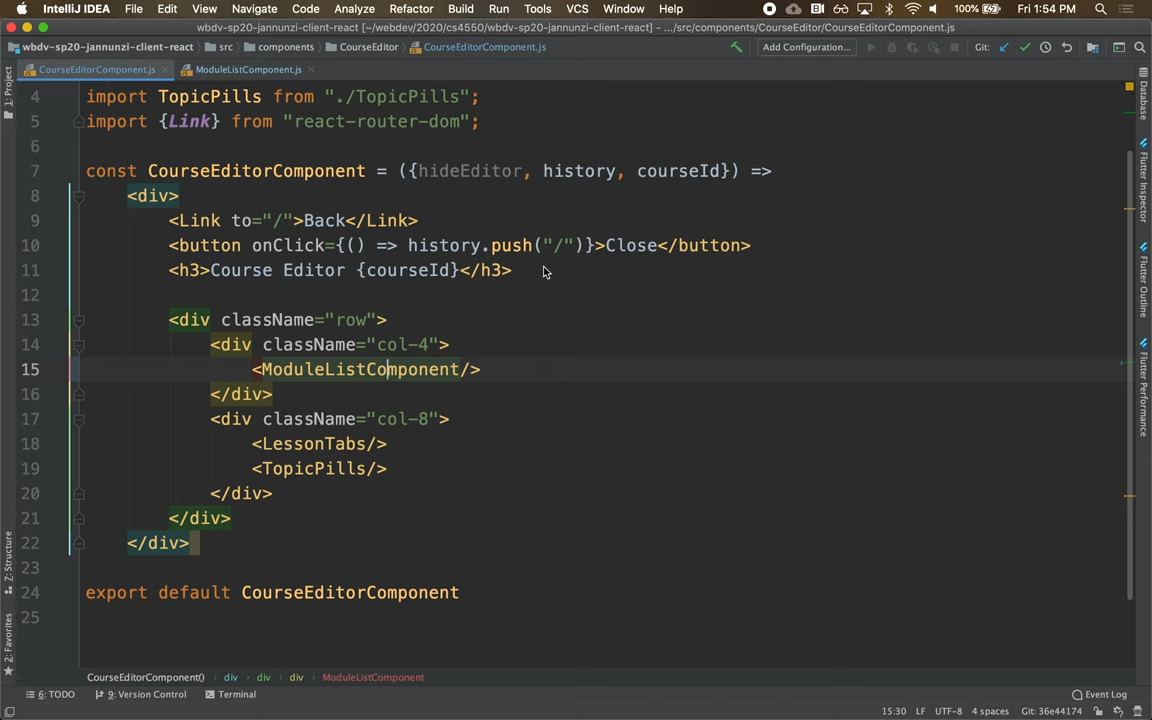 IntelliJ IDEA File Edit View Navigate Code Analyze Refactor Build Run Tools VCS Window Help 100% Fri 1:54 PM
wbdv-sp20-jannunzi-client-react [~/webdev/2020/cs4550/wbdv-sp20-jannunzi-client-react] - .../src/components/CourseEditor/CourseEditorComponent.js
wbdv-sp20-jannunzi-client-react src components CourseEditor CourseEditorComponent.js Add Configuration... Git:
CourseEditorComponent.js ModuleListComponent.js
1: Project
4 import TopicPills from "./TopicPills";
5 import {Link} from "react-router-dom";
6
7 const CourseEditorComponent = ({hideEditor, history, courseId}) =>
8 <div>
9 <Link to="/">Back</Link>
10 <button onClick={() => history.push("/")}>Close</button>
11 <h3>Course Editor {courseId}</h3>
12
13 <div className="row">
14 <div className="col-4">
15 <ModuleListComponent/>
16 </div>
17 <div className="col-8">
18 <LessonTabs/>
19 <TopicPills/>
20 </div>
21 </div>
22 </div>
23
24 export default CourseEditorComponent
25
Database
Flutter Inspector
Flutter Outline
Flutter Performance
Z: Structure
2: Favorites
CourseEditorComponent() div div div ModuleListComponent
6: TODO 9: Version Control Terminal Event Log
15:30 LF UTF-8 4 spaces Git: 36e44174